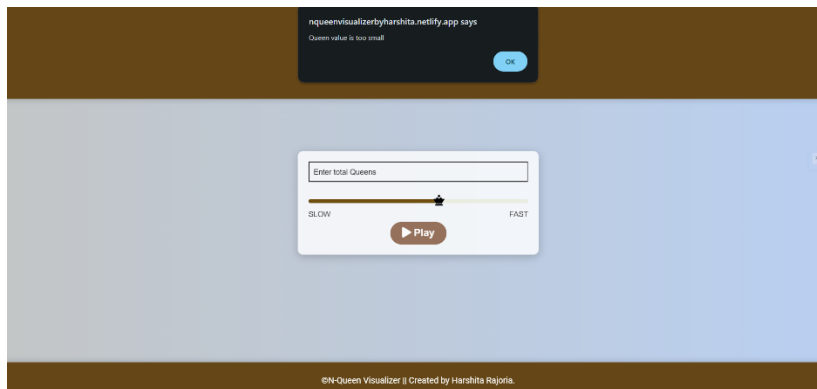 nqueenvisualizerbyharshita.netlify.app says
Queen value is too small
OK
Enter total Queens
SLOW FAST
Play
©N-Queen Visualizer || Created by Harshita Rajoria.